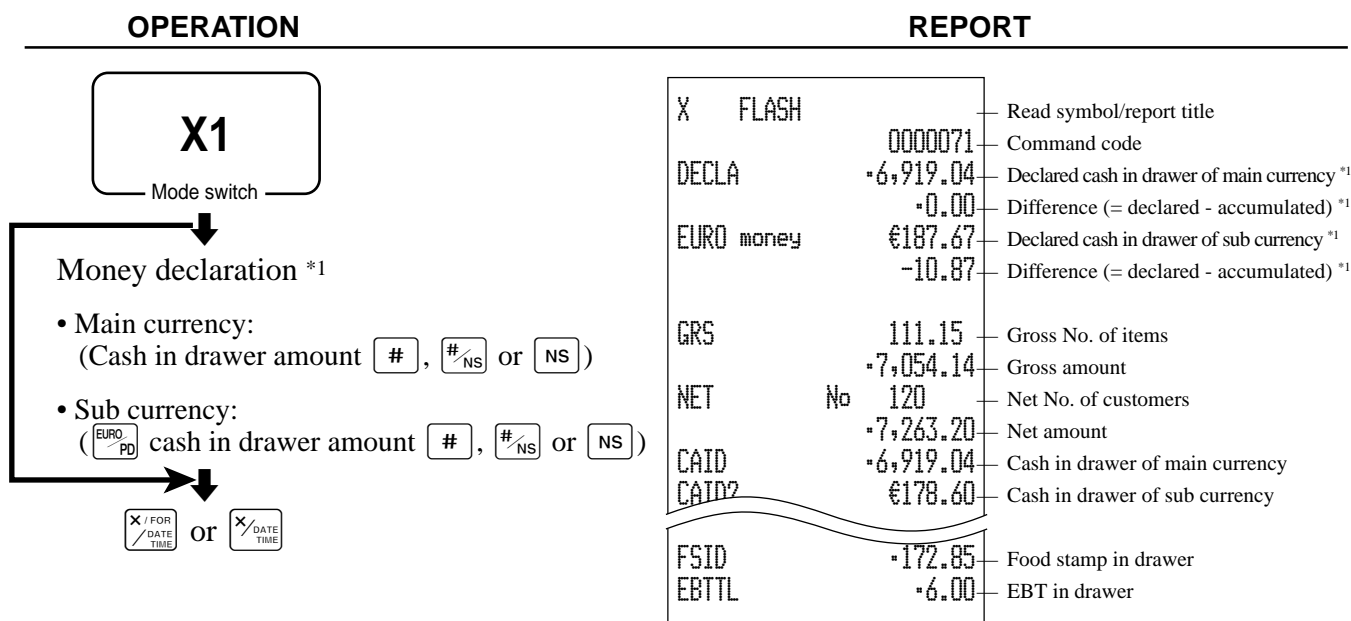 OPERATION
REPORT
X1
Mode switch
Money declaration *1
• Main currency:
(Cash in drawer amount #, #/NS or NS)
• Sub currency:
(EURO/PD cash in drawer amount #, #/NS or NS)
X / FOR / DATE TIME or X / DATE TIME
X FLASH — Read symbol/report title
0000071 — Command code
DECLA ·6,919.04 — Declared cash in drawer of main currency *1
·0.00 — Difference (= declared - accumulated) *1
EURO money €187.67 — Declared cash in drawer of sub currency *1
-10.87 — Difference (= declared - accumulated) *1
GRS 111.15 — Gross No. of items
·7,054.14 — Gross amount
NET No 120 — Net No. of customers
·7,263.20 — Net amount
CAID ·6,919.04 — Cash in drawer of main currency
CAID2 €178.60 — Cash in drawer of sub currency
FSID ·172.85 — Food stamp in drawer
EBTTL ·6.00 — EBT in drawer